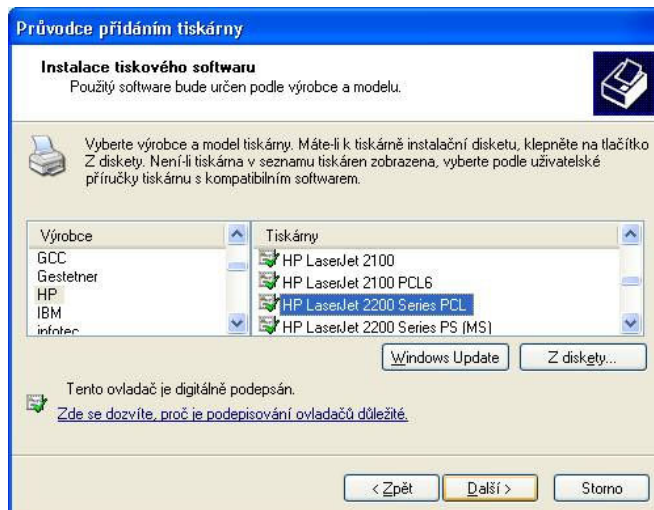 Průvodce přidáním tiskárny
Instalace tiskového softwaru
Použitý software bude určen podle výrobce a modelu.
Vyberte výrobce a model tiskárny. Máte-li k tiskárně instalační disketu, klepněte na tlačítko
Z diskety. Není-li tiskárna v seznamu tiskáren zobrazena, vyberte podle uživatelské
příručky tiskárnu s kompatibilním softwarem.
Výrobce
GCC
Gestetner
HP
IBM
infotec
Tiskárny
HP LaserJet 2100
HP LaserJet 2100 PCL6
HP LaserJet 2200 Series PCL
HP LaserJet 2200 Series PS (MS)
Windows Update
Z diskety...
Tento ovladač je digitálně podepsán.
Zde se dozvíte, proč je podepisování ovladačů důležité.
< Zpět
Další >
Storno